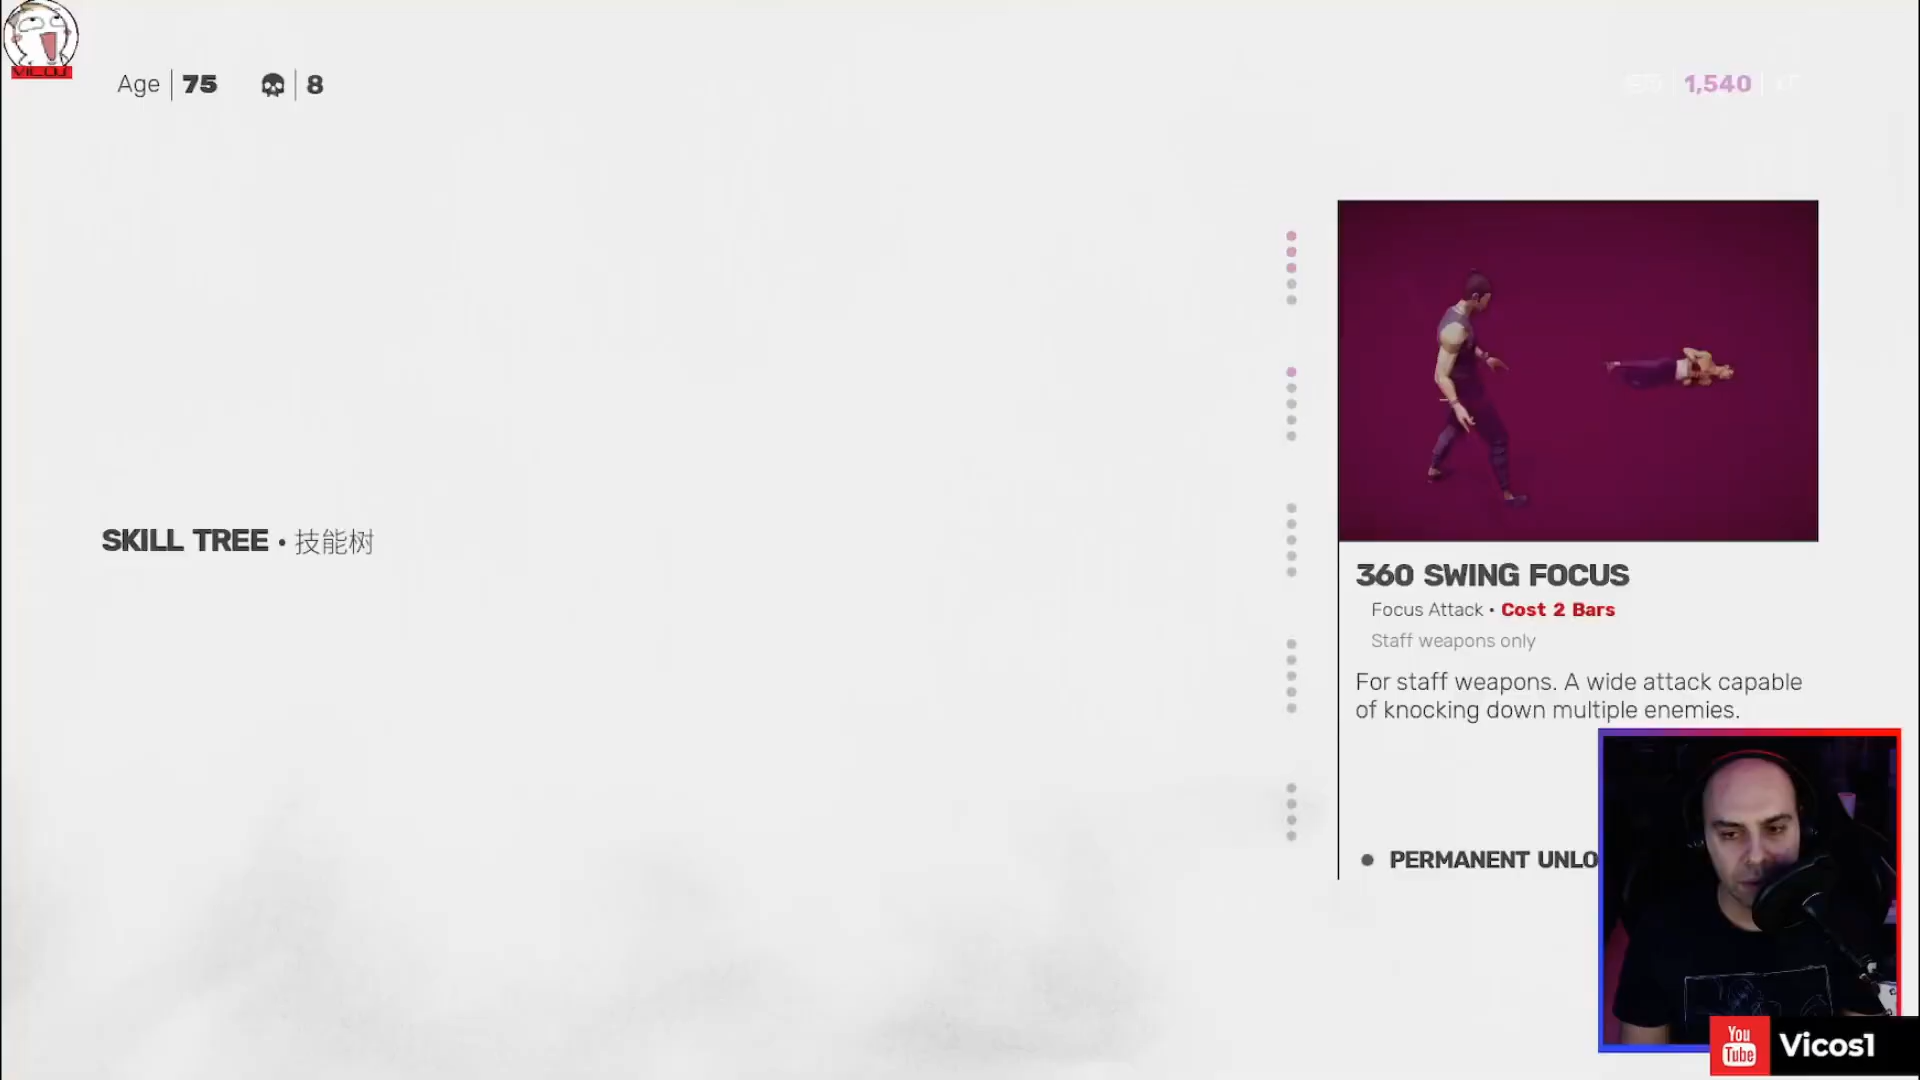 VICOS1
Age 75 8
1,540
SKILL TREE • 技能树
360 SWING FOCUS
Focus Attack • Cost 2 Bars
Staff weapons only
For staff weapons. A wide attack capable
of knocking down multiple enemies.
PERMANENT UNLO
You
Tube
Vicos1